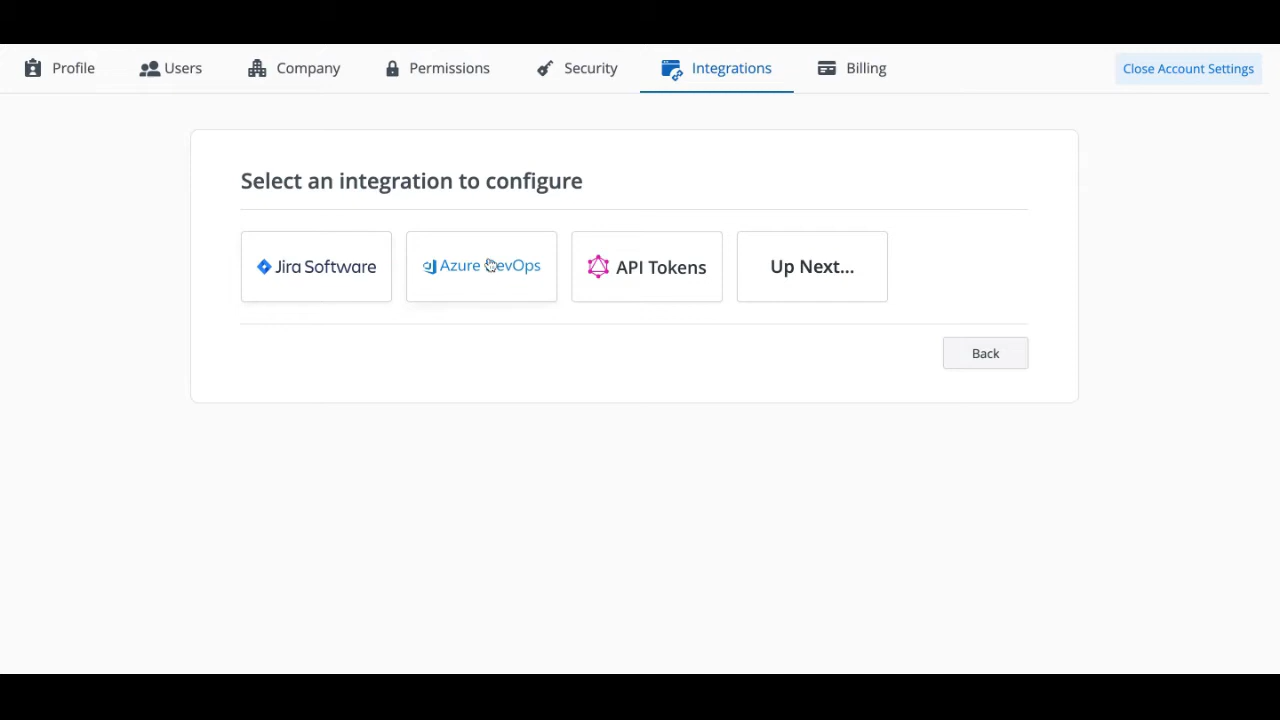 Profile Users Company Permissions Security Integrations Billing Close Account Settings
Select an integration to configure
Jira Software Azure DevOps API Tokens Up Next...
Back